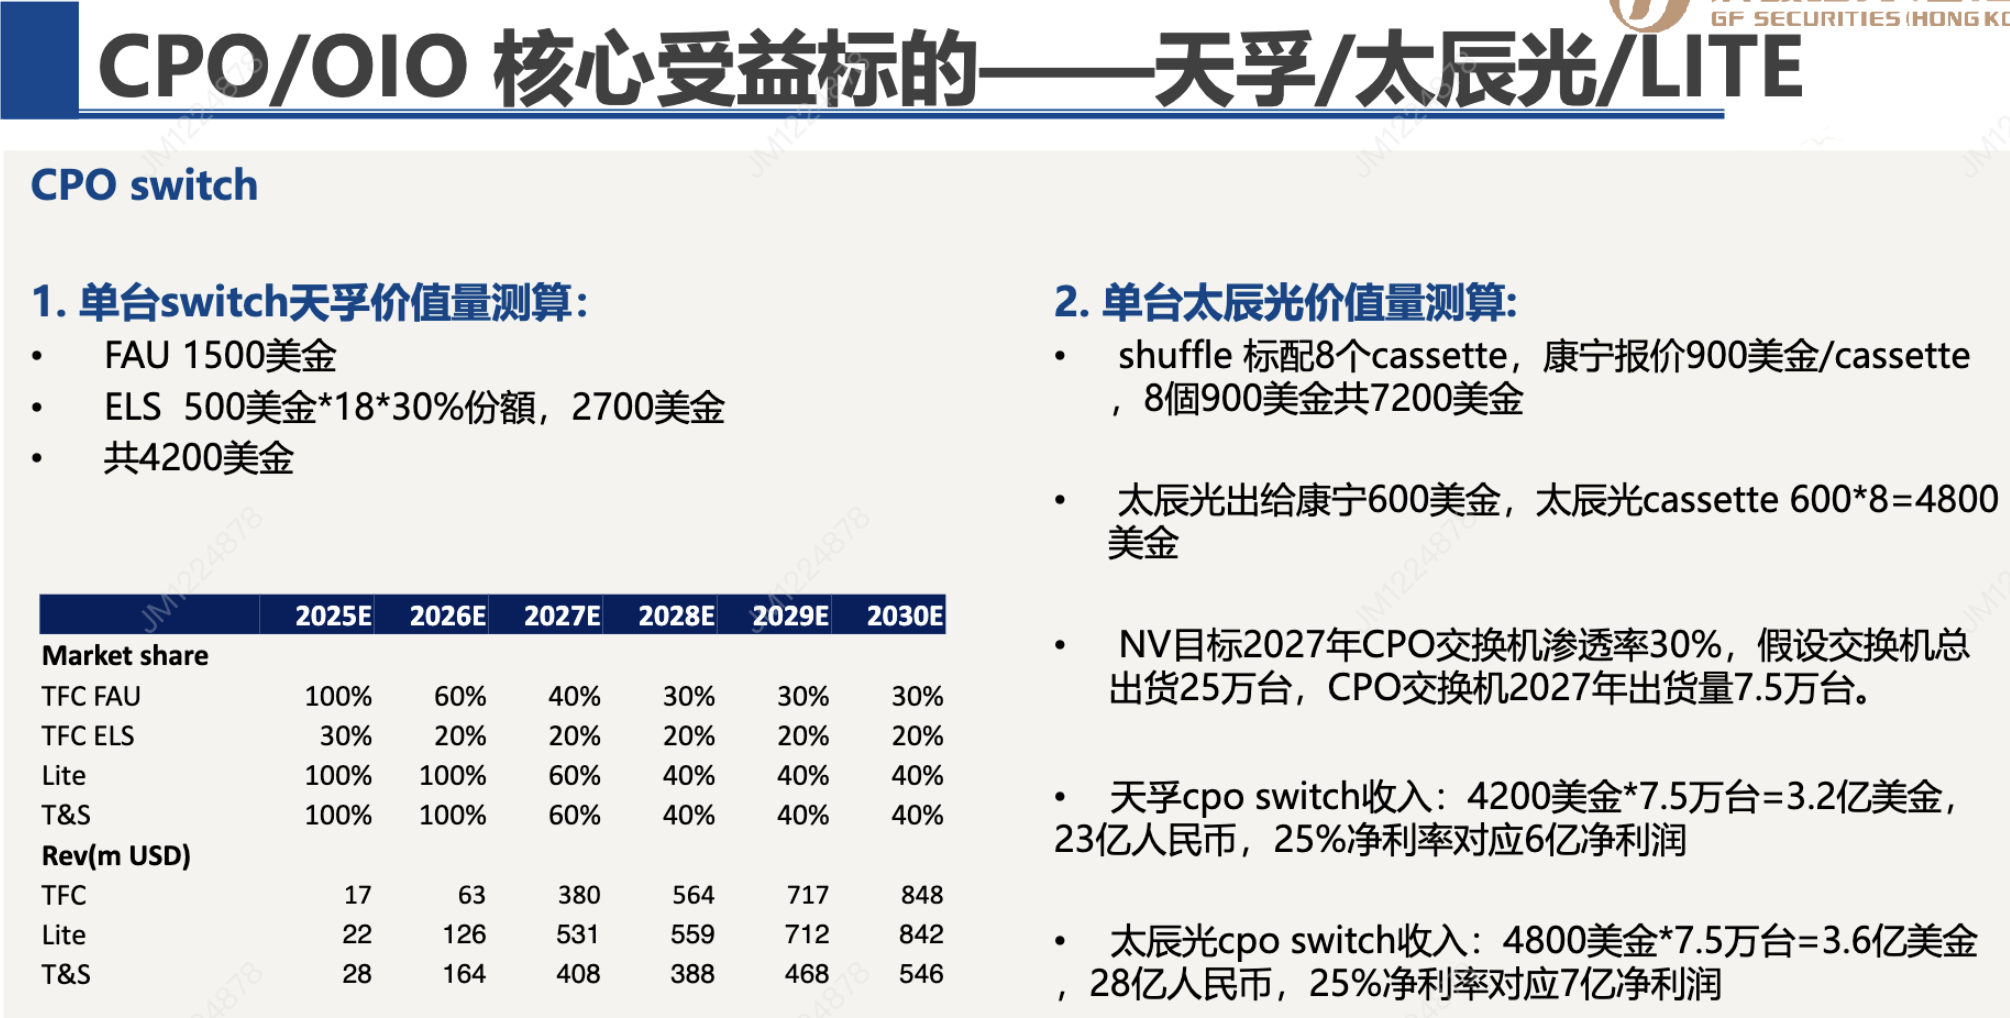 GF SECURITIES (HONG KO
CPO/OIO 核心受益标的——天孚/太辰光/LITE
CPO switch
1. 单台switch天孚价值量测算：
• FAU 1500美金
• ELS 500美金*18*30%份額，2700美金
• 共4200美金
2025E 2026E 2027E 2028E 2029E 2030E
Market share
TFC FAU 100% 60% 40% 30% 30% 30%
TFC ELS 30% 20% 20% 20% 20% 20%
Lite 100% 100% 60% 40% 40% 40%
T&S 100% 100% 60% 40% 40% 40%
Rev(m USD)
TFC 17 63 380 564 717 848
Lite 22 126 531 559 712 842
T&S 28 164 408 388 468 546
2. 单台太辰光价值量测算:
• shuffle 标配8个cassette，康宁报价900美金/cassette
，8個900美金共7200美金
• 太辰光出给康宁600美金，太辰光cassette 600*8=4800
美金
• NV目标2027年CPO交换机渗透率30%，假设交换机总
出货25万台，CPO交换机2027年出货量7.5万台。
• 天孚cpo switch收入：4200美金*7.5万台=3.2亿美金，
23亿人民币，25%净利率对应6亿净利润
• 太辰光cpo switch收入：4800美金*7.5万台=3.6亿美金
，28亿人民币，25%净利率对应7亿净利润
JM1224878
JM1224878
JM1224878
JM1224878
JM1224878
JM1224878